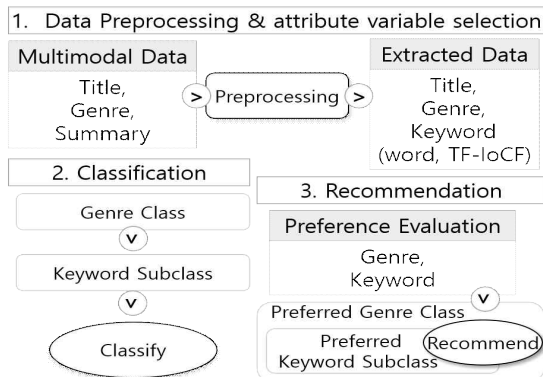 1. Data Preprocessing & attribute variable selection
Multimodal Data
Title,
Genre,
Summary
> Preprocessing >
Extracted Data
Title,
Genre,
Keyword
(word, TF-IoCF)
2. Classification
Genre Class
Keyword Subclass
Classify
3. Recommendation
Preference Evaluation
Genre,
Keyword
Preferred Genre Class
Preferred
Keyword Subclass
Recommend